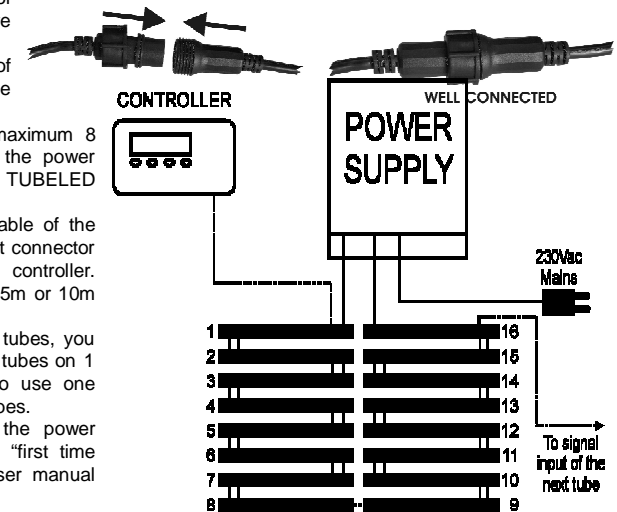 of
maximum 8
the power
TUBELED
able of the
connector
controller.
5m or 10m
tubes, you
tubes on 1
use one
the power
"first time
manual
WELL CONNECTED
CONTROLLER
POWER
SUPPLY
230Vac
Mains
1
2
3
4
5
6
7
8
16
15
14
13
12
11
10
9
To signal
input of the
next tube